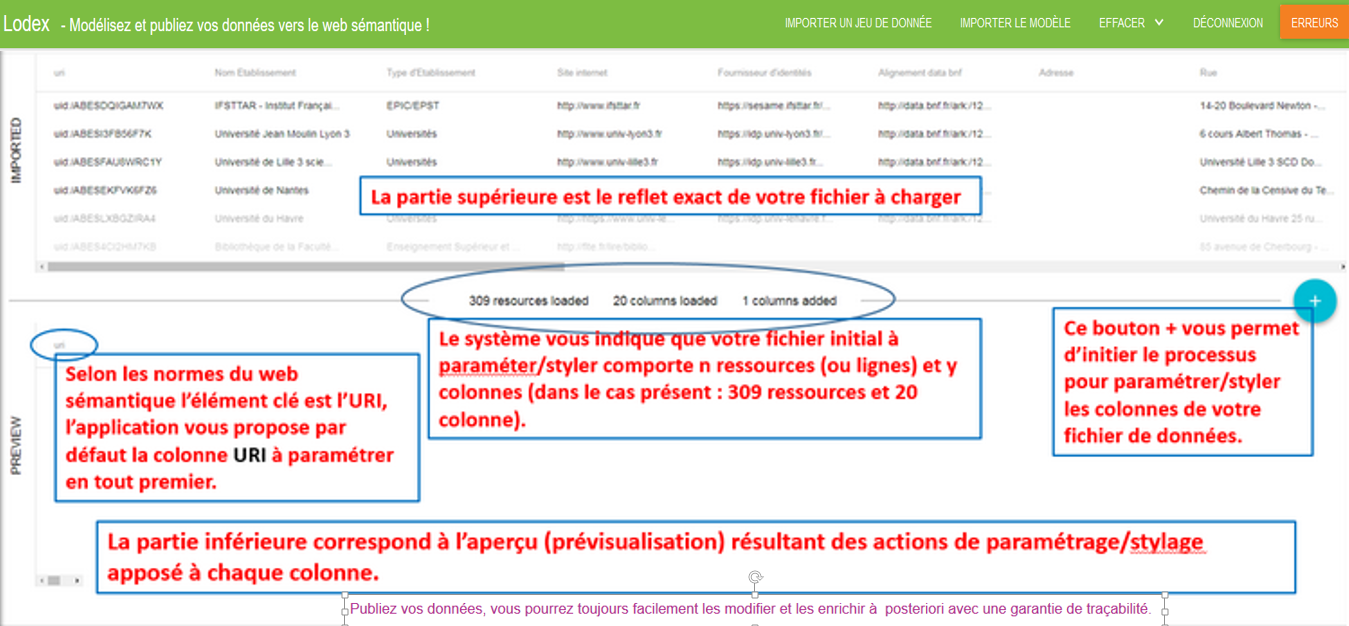 Lodex - Modélisez et publiez vos données vers le web sémantique !
IMPORTER UN JEU DE DONNÉE IMPORTER LE MODÈLE EFFACER DÉCONNEXION ERREURS
uri Nom Etablissement Type d'Etablissement Site internet Fournisseur d'identités Alignement data bnf Adresse Rue
IMPORTED
uid:/ABESDQIGAM7WX IFSTTAR - Institut Françai... EPIC/EPST http://www.ifsttar.fr https://sesame.ifsttar.fr/... http://data.bnf.fr/ark:/12... 14-20 Boulevard Newton -...
uid:/ABESI3FB56F7K Université Jean Moulin Lyon 3 Universités http://www.univ-lyon3.fr https://idp.univ-lyon3.fr/... http://data.bnf.fr/ark:/12... 6 cours Albert Thomas - ...
uid:/ABESFAU8WRC1Y Université de Lille 3 scie... Universités http://www.univ-lille3.fr https://idp.univ-lille3.fr... http://data.bnf.fr/ark:/12... Université Lille 3 SCD Do...
uid:/ABESEKFVK6FZ6 Université de Nantes Chemin de la Censive du Te...
La partie supérieure est le reflet exact de votre fichier à charger
uid:/ABESLXBGZIRA4 Université du Havre Universités http://https://www.univ-le... https://idp.univ-lehavre.f... http://data.bnf.fr/ark:/12... Université du Havre 25 ru...
uid:/ABES4CI2HM7KB Bibliothèque de la Faculté... Enseignement Supérieur et ... 55 avenue de Cherbourg -...
309 resources loaded 20 columns loaded 1 columns added
+
uri
PREVIEW
Selon les normes du web
sémantique l'élément clé est l'URI,
l'application vous propose par
défaut la colonne URI à paramétrer
en tout premier.
Le système vous indique que votre fichier initial à
paraméter/styler comporte n ressources (ou lignes) et y
colonnes (dans le cas présent : 309 ressources et 20
colonne).
Ce bouton + vous permet
d'initier le processus
pour paramétrer/styler
les colonnes de votre
fichier de données.
La partie inférieure correspond à l'aperçu (prévisualisation) résultant des actions de paramétrage/stylage
apposé à chaque colonne.
Publiez vos données, vous pourrez toujours facilement les modifier et les enrichir à posteriori avec une garantie de traçabilité.